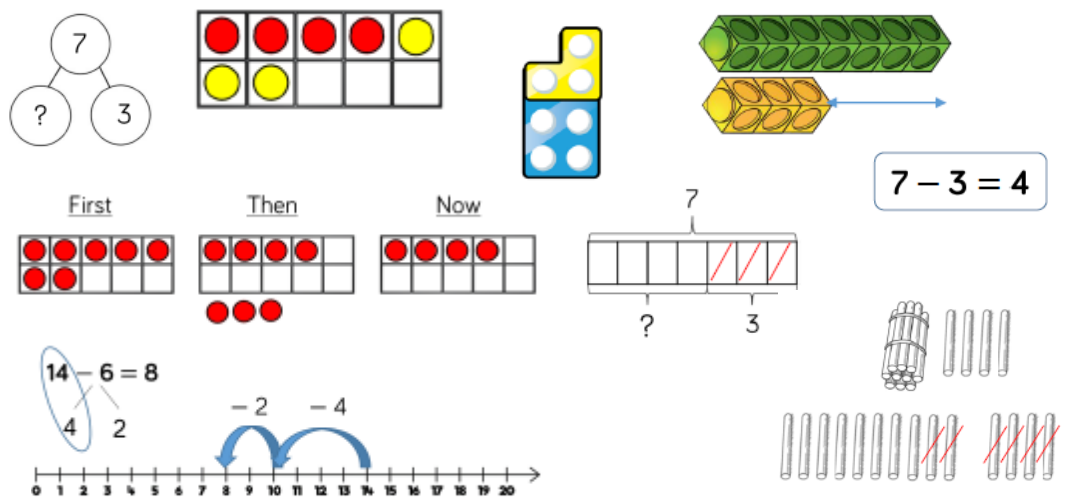 7
? 3
7 – 3 = 4
First Then Now
7
? 3
14 – 6 = 8
4 2
– 2 – 4
0 1 2 3 4 5 6 7 8 9 10 11 12 13 14 15 16 17 18 19 20